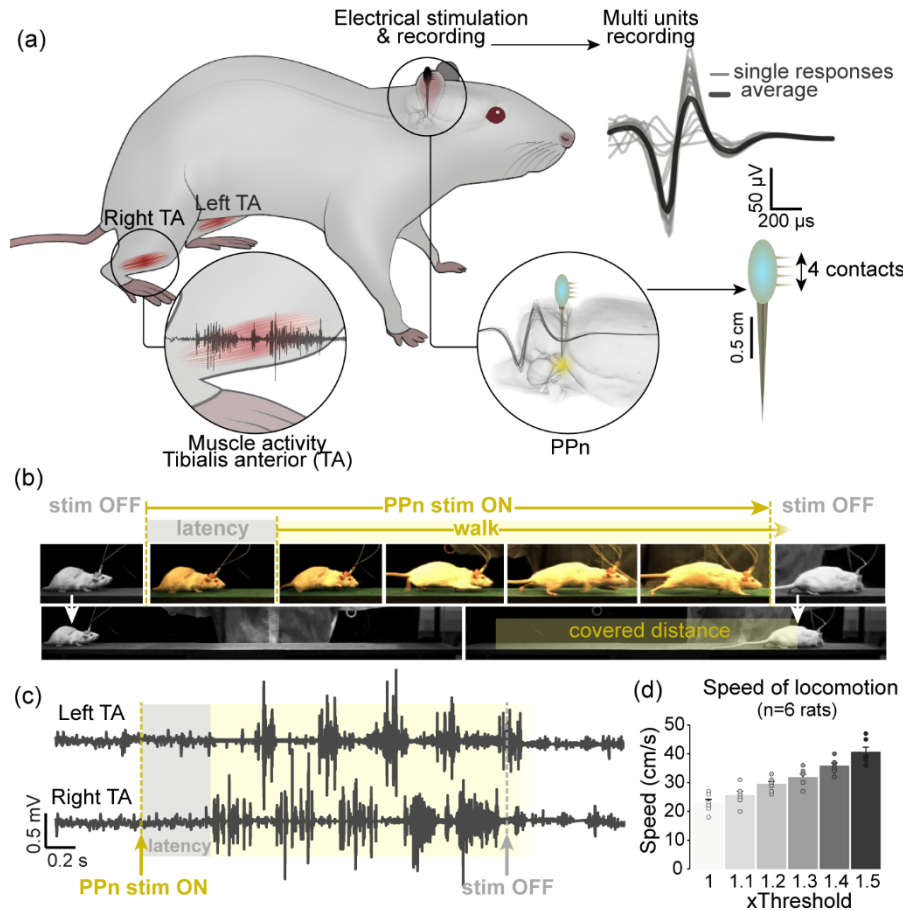 (a)
Electrical stimulation
& recording
Multi units
recording
single responses
average
50 µV
200 µs
Left TA
Right TA
4 contacts
0.5 cm
Muscle activity
Tibialis anterior (TA)
PPn
(b)
stim OFF
PPn stim ON
stim OFF
latency
walk
covered distance
(c)
Left TA
Right TA
0.5 mV
0.2 s
latency
PPn stim ON
stim OFF
(d)
Speed of locomotion
(n=6 rats)
Speed (cm/s)
50
40
30
20
10
0
1 1.1 1.2 1.3 1.4 1.5
xThreshold